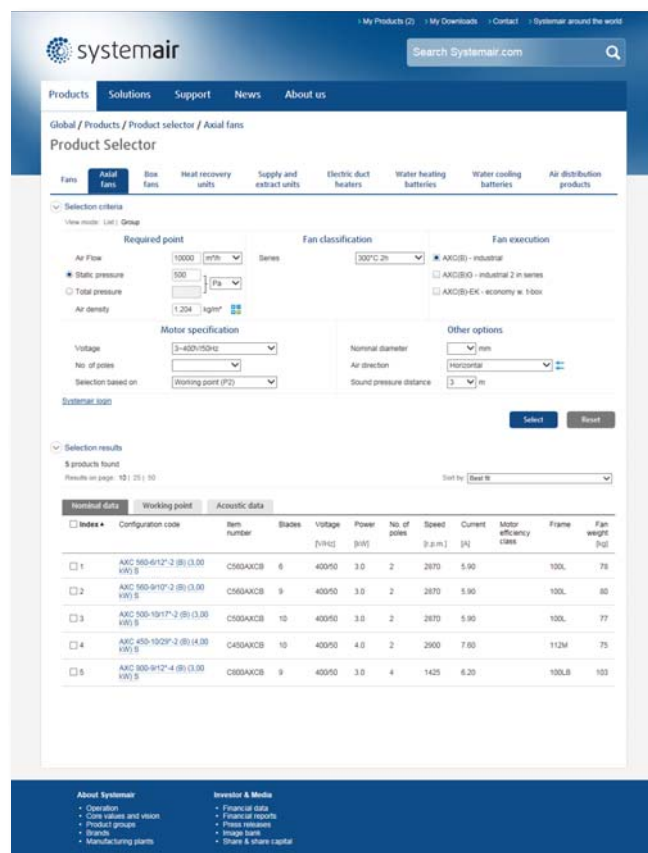 › My Products (2) › My Downloads › Contact › Systemair around the world
systemair
Search Systemair.com
Products Solutions Support News About us
Global / Products / Product selector / Axial fans
Product Selector
Fans Axial fans Box fans Heat recovery units Supply and extract units Electric duct heaters Water heating batteries Water cooling batteries Air distribution products
Selection criteria
View mode: List | Group
Required point Fan classification Fan execution
Air Flow 10000 m³/h Series 300°C 2h AXC(B) - industrial
Static pressure 500 Pa AXC(B)G - industrial 2 in series
Total pressure AXC(B)-EK - economy w. t-box
Air density 1.204 kg/m³
Motor specification Other options
Voltage 3~400V/50Hz Nominal diameter mm
No. of poles Air direction Horizontal
Selection based on Working point (P2) Sound pressure distance 3 m
Systemair login
Select Reset
Selection results
5 products found
Results on page: 10 | 25 | 50 Sort by: Best fit
Nominal data Working point Acoustic data
Index Configuration code Item number Blades Voltage Power No. of poles Speed Current Motor efficiency class Frame Fan weight
[V/Hz] [kW] [r.p.m.] [A] [kg]
1 AXC 560-6/12°-2 (B) (3,00 kW) S C560AXCB 6 400/50 3.0 2 2870 5.90 100L 78
2 AXC 560-9/10°-2 (B) (3,00 kW) S C560AXCB 9 400/50 3.0 2 2870 5.90 100L 80
3 AXC 500-10/17°-2 (B) (3,00 kW) S C500AXCB 10 400/50 3.0 2 2870 5.90 100L 77
4 AXC 450-10/29°-2 (B) (4,00 kW) S C450AXCB 10 400/50 4.0 2 2900 7.60 112M 75
5 AXC 800-9/12°-4 (B) (3,00 kW) S C800AXCB 9 400/50 3.0 4 1425 6.20 100LB 103
About Systemair Investor & Media
• Operation • Financial data
• Core values and vision • Financial reports
• Product groups • Press releases
• Brands • Image bank
• Manufacturing plants • Share & share capital